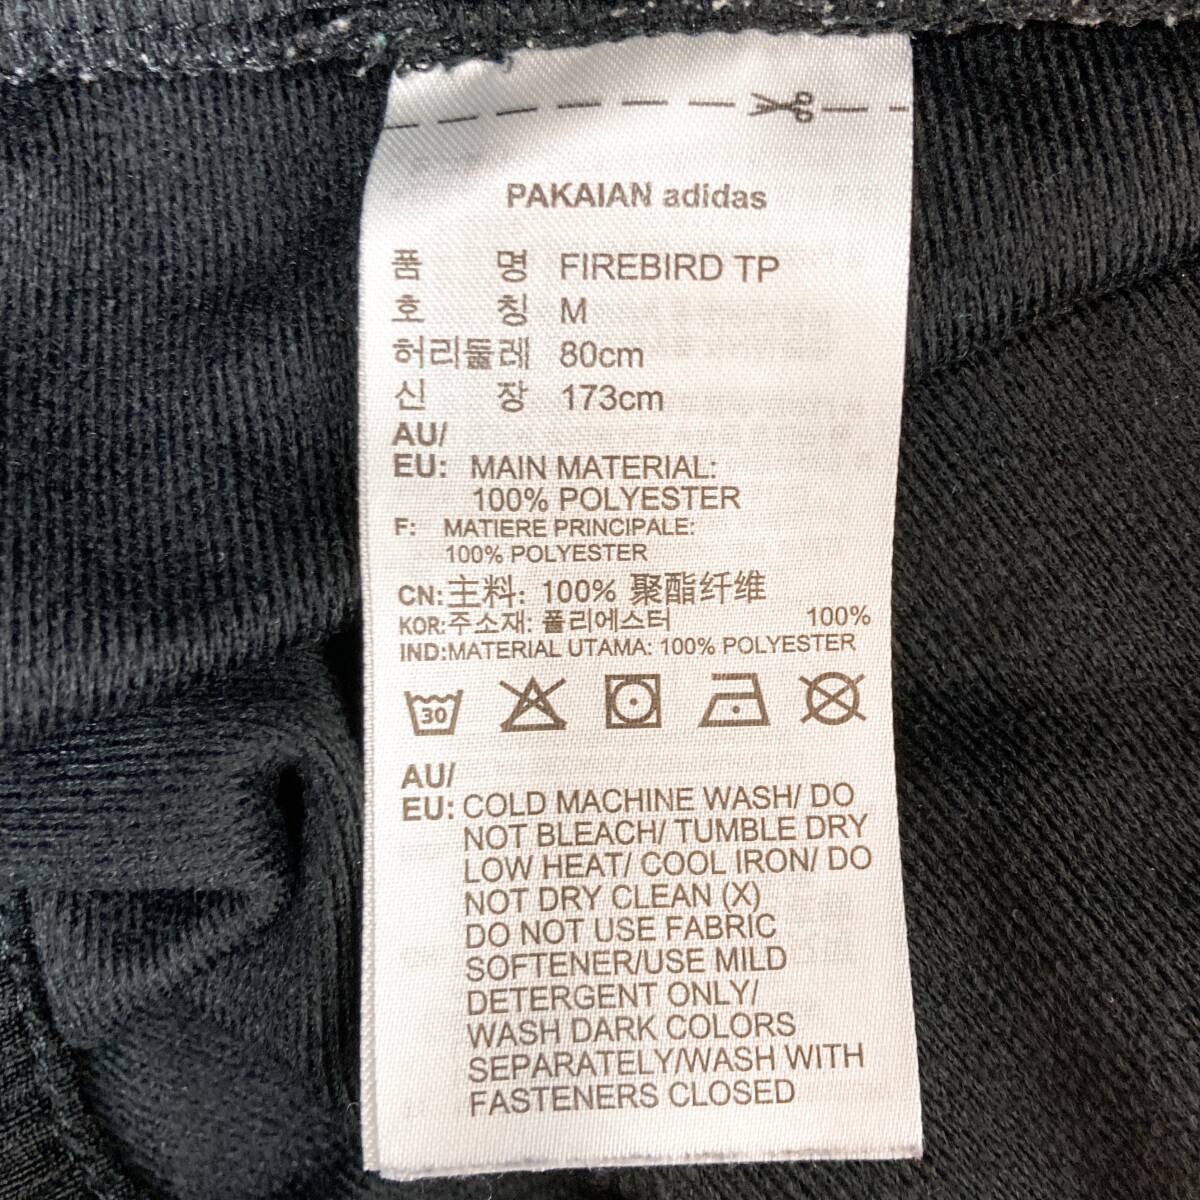 PAKAIAN adidas
품 명 FIREBIRD TP
호 칭 M
허리둘레 80cm
신 장 173cm
AU/
EU: MAIN MATERIAL:
100% POLYESTER
F: MATIERE PRINCIPALE:
100% POLYESTER
CN:主料: 100% 聚酯纤维
KOR:주소재: 폴리에스터 100%
IND:MATERIAL UTAMA: 100% POLYESTER
30
AU/
EU: COLD MACHINE WASH/ DO
NOT BLEACH/ TUMBLE DRY
LOW HEAT/ COOL IRON/ DO
NOT DRY CLEAN (X)
DO NOT USE FABRIC
SOFTENER/USE MILD
DETERGENT ONLY/
WASH DARK COLORS
SEPARATELY/WASH WITH
FASTENERS CLOSED